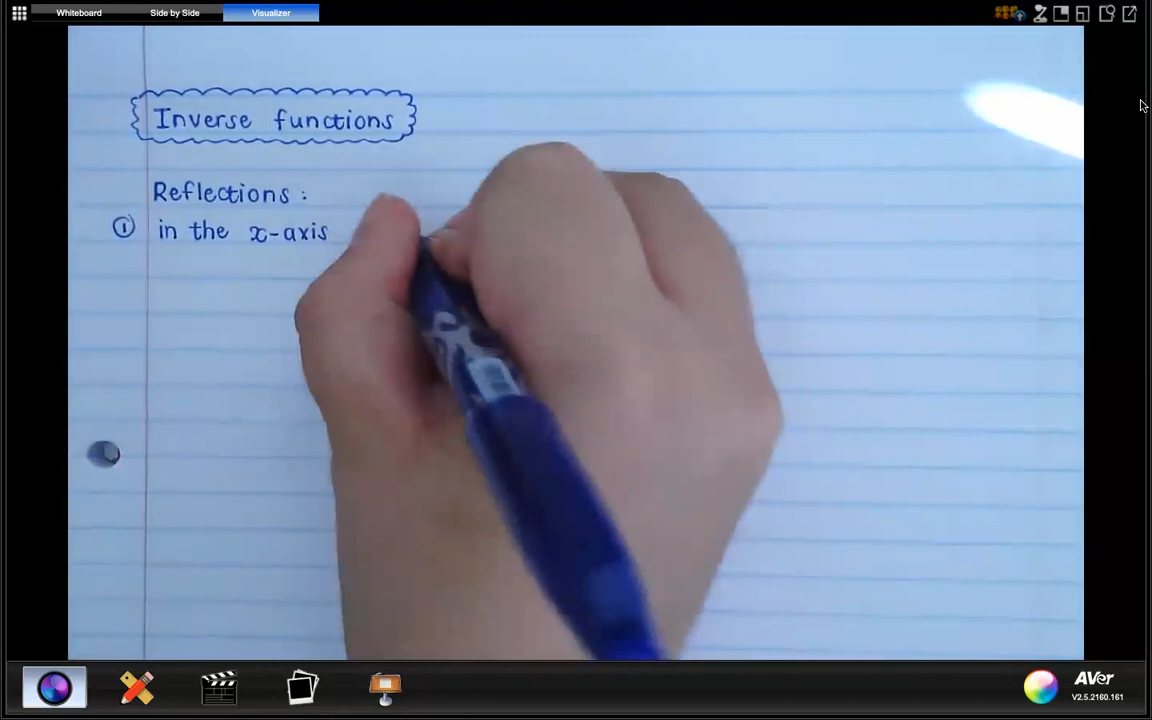 Whiteboard Side by Side Visualizer
Inverse functions
Reflections :
① in the x-axis
AVer
V2.5.2160.161